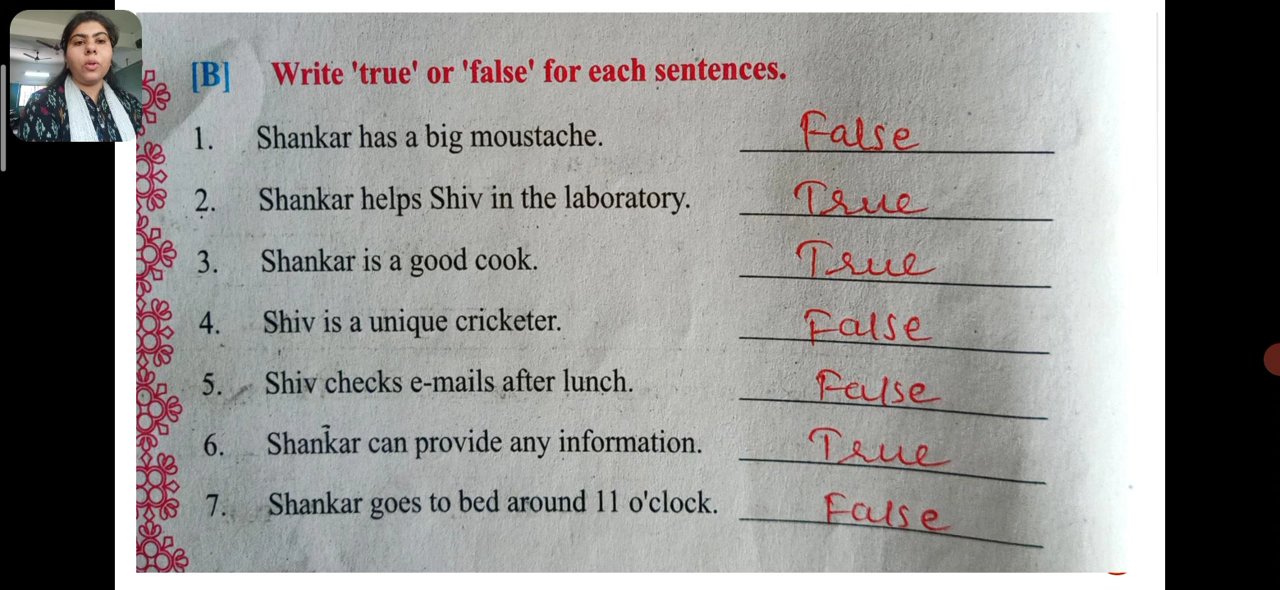 [B] Write 'true' or 'false' for each sentences.
1. Shankar has a big moustache. False
2. Shankar helps Shiv in the laboratory. True
3. Shankar is a good cook. True
4. Shiv is a unique cricketer. False
5. Shiv checks e-mails after lunch. False
6. Shankar can provide any information. True
7. Shankar goes to bed around 11 o'clock. False